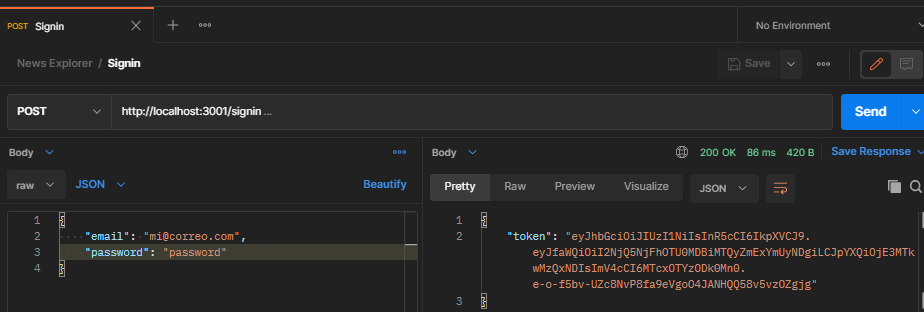 POST Signin
No Environment
News Explorer / Signin
Save
POST
http://localhost:3001/signin ...
Send
Body
raw
JSON
Beautify
1 {
2 "email": "mi@correo.com",
3 "password": "password"
4 }
Body
200 OK 86 ms 420 B Save Response
Pretty Raw Preview Visualize
JSON
1 {
2 "token": "eyJhbGciOiJIUzI1NiIsInR5cCI6IkpXVCJ9.
eyJfaWQiOiI2NjQ5NjFhOTU0MDBiMTQyZmExYmUyNDgiLCJpYXQiOjE3MTk
wMzQxNDIsImV4cCI6MTcxOTYzODk0Mn0.
e-o-f5bv-UZc8NvP8fa9eVgoO4JANHQQ58v5vzOZgjg"
3 }